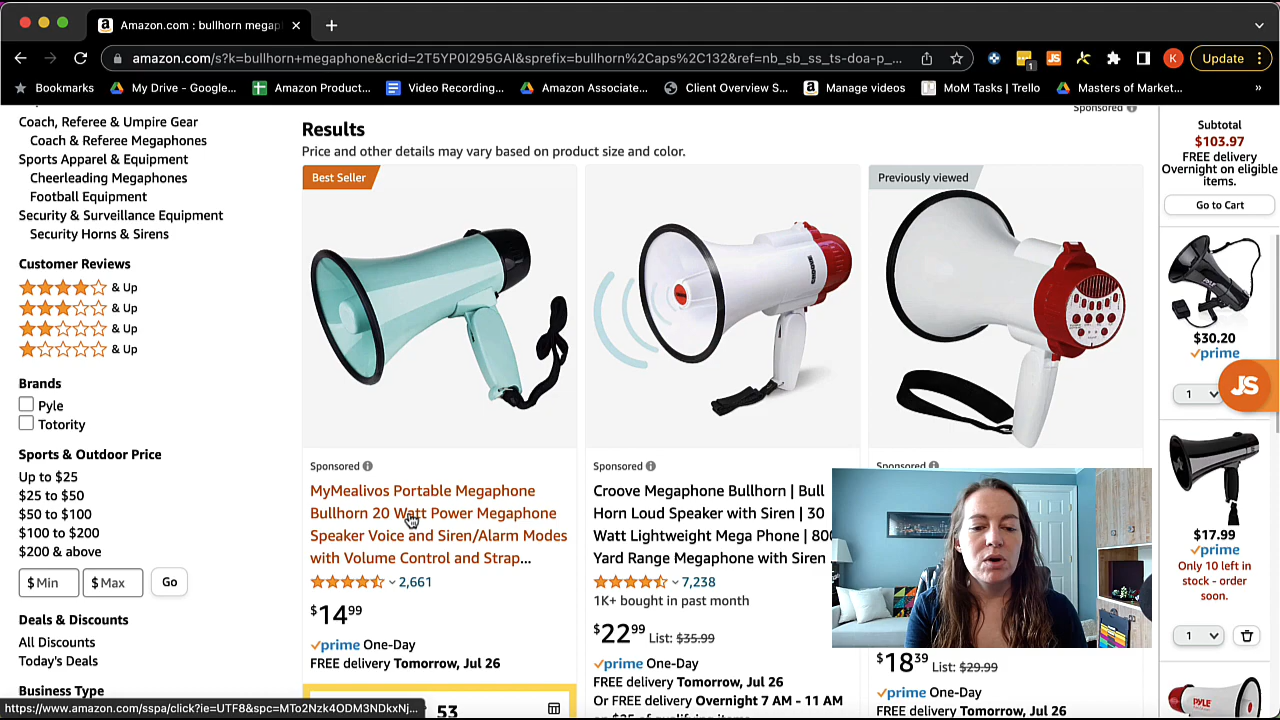 Amazon.com : bullhorn megap
amazon.com/s?k=bullhorn+megaphone&crid=2T5YP0I295GAI&sprefix=bullhorn%2Caps%2C132&ref=nb_sb_ss_ts-doa-p_...
1
K
Update
Bookmarks
My Drive - Google...
Amazon Product...
Video Recording...
Amazon Associate...
Client Overview S...
Manage videos
MoM Tasks | Trello
Masters of Market...
»
Coach, Referee & Umpire Gear
Coach & Referee Megaphones
Sports Apparel & Equipment
Cheerleading Megaphones
Football Equipment
Security & Surveillance Equipment
Security Horns & Sirens
Customer Reviews
& Up
& Up
& Up
& Up
Brands
Pyle
Totority
Sports & Outdoor Price
Up to $25
$25 to $50
$50 to $100
$100 to $200
$200 & above
$ Min
$ Max
Go
Deals & Discounts
All Discounts
Today's Deals
Business Type
https://www.amazon.com/sspa/click?ie=UTF8&spc=MTo2Nzk4ODM3NDkxNj...
Sponsored
Results
Price and other details may vary based on product size and color.
Best Seller
Sponsored
MyMealivos Portable Megaphone
Bullhorn 20 Watt Power Megaphone
Speaker Voice and Siren/Alarm Modes
with Volume Control and Strap...
2,661
$14.99
prime One-Day
FREE delivery Tomorrow, Jul 26
53
Sponsored
Croove Megaphone Bullhorn | Bull
Horn Loud Speaker with Siren | 30
Watt Lightweight Mega Phone | 800
Yard Range Megaphone with Siren
7,238
1K+ bought in past month
$22.99 List: $35.99
prime One-Day
FREE delivery Tomorrow, Jul 26
Or FREE delivery Overnight 7 AM - 11 AM
on $25 of qualifying items
Previously viewed
Sponsored
$18.39 List: $29.99
prime One-Day
FREE delivery Tomorrow, Jul 26
Subtotal
$103.97
FREE delivery
Overnight on eligible
items.
Go to Cart
$30.20
prime
1
JS
$17.99
prime
Only 10 left in
stock - order
soon.
1
PYLE